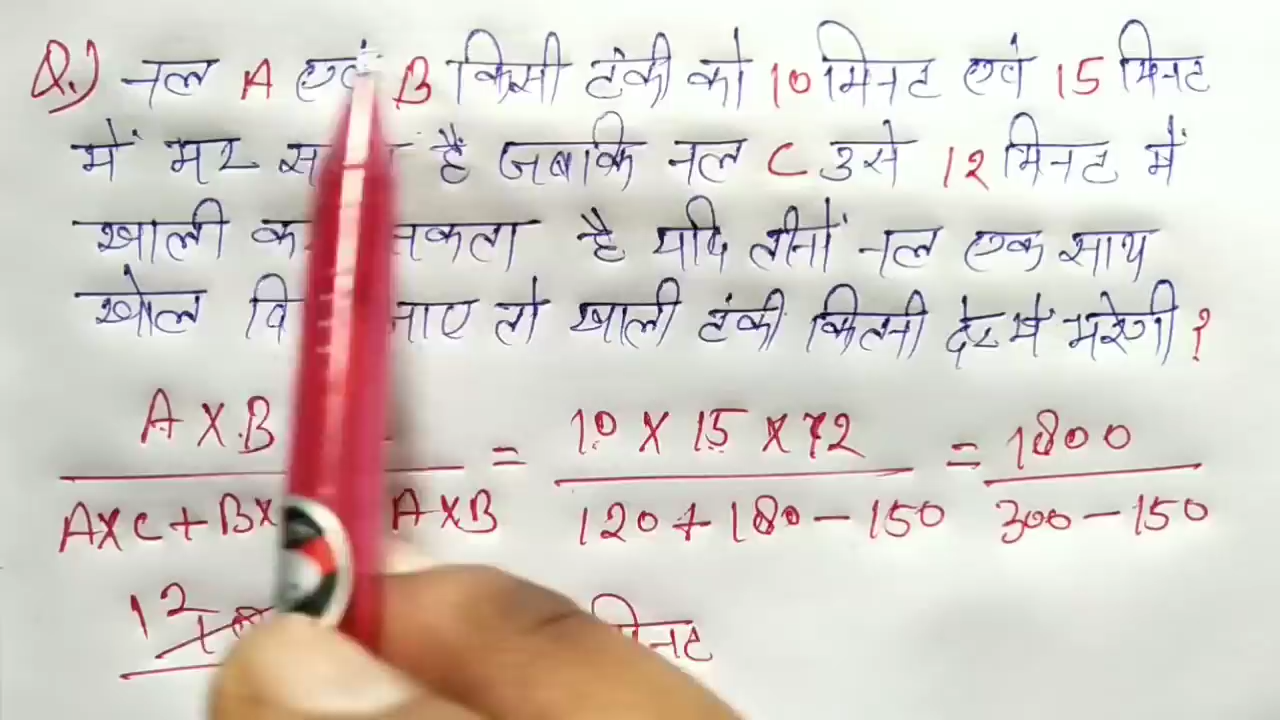 Q.) नल A एवं B किसी टंकी को 10 मिनट एवं 15 मिनट
में भर है जबकि नल C उसे 12 मिनट में
खाली सकता है यदि तीनों नल एक साथ
खोल जाए तो खाली टंकी कितनी देर में भरेगी ?
A X B = 10 X 15 X 12 = 1800
A X C + B X A X B 120 + 180 - 150 300 - 150
12
मिनट